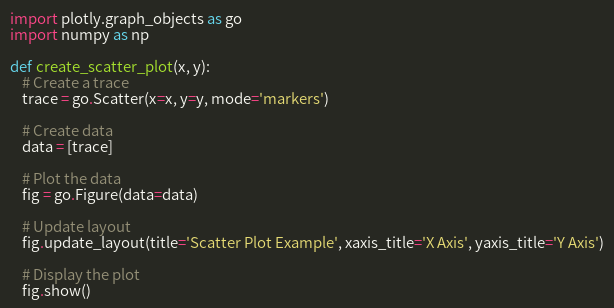 import plotly.graph_objects as go
import numpy as np

def create_scatter_plot(x, y):
    # Create a trace
    trace = go.Scatter(x=x, y=y, mode='markers')

    # Create data
    data = [trace]

    # Plot the data
    fig = go.Figure(data=data)

    # Update layout
    fig.update_layout(title='Scatter Plot Example', xaxis_title='X Axis', yaxis_title='Y Axis')

    # Display the plot
    fig.show()